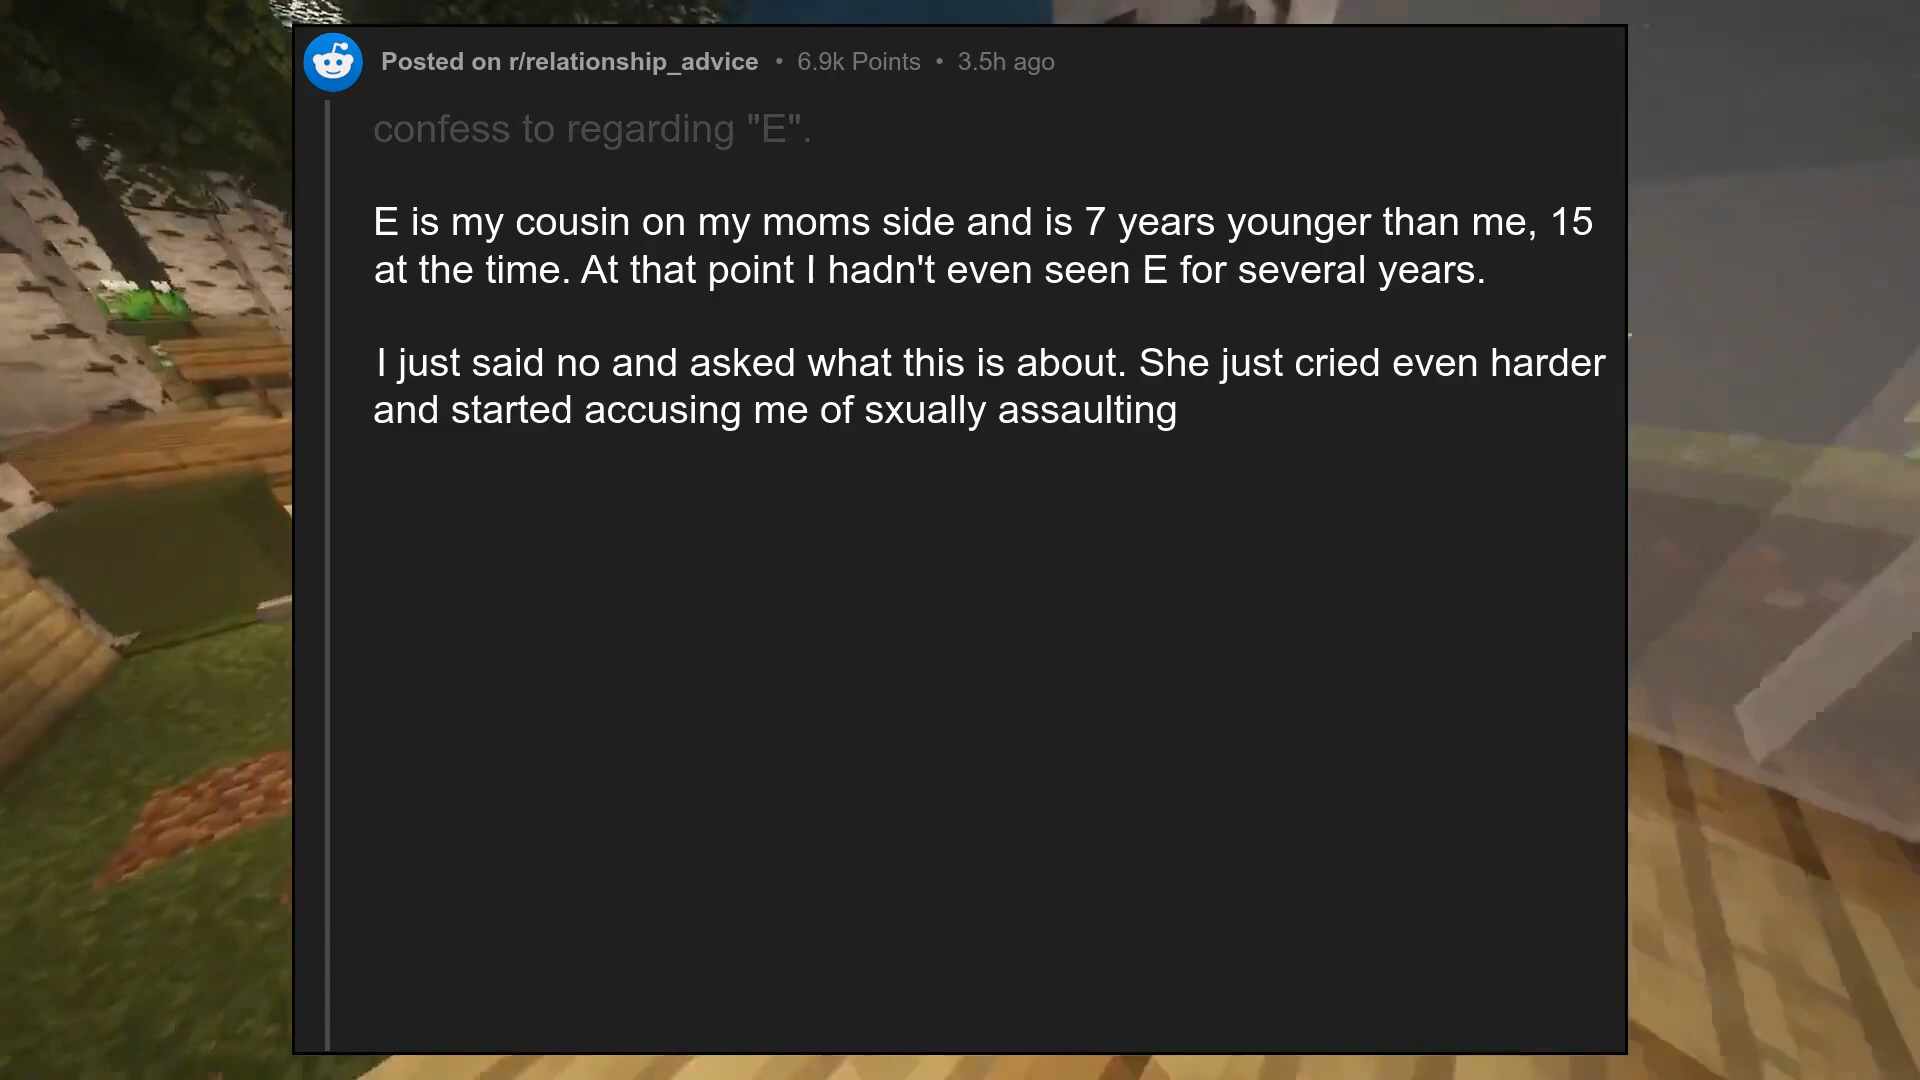 Posted on r/relationship_advice • 6.9k Points • 3.5h ago
confess to regarding "E".
E is my cousin on my moms side and is 7 years younger than me, 15
at the time. At that point I hadn't even seen E for several years.
I just said no and asked what this is about. She just cried even harder
and started accusing me of sxually assaulting